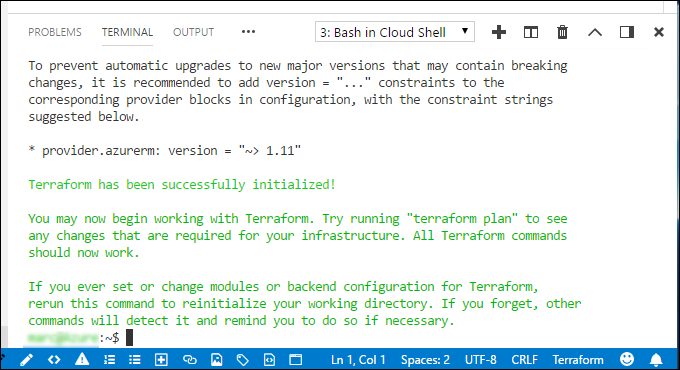 PROBLEMS TERMINAL OUTPUT ••• 3: Bash in Cloud Shell
To prevent automatic upgrades to new major versions that may contain breaking
changes, it is recommended to add version = "..." constraints to the
corresponding provider blocks in configuration, with the constraint strings
suggested below.
* provider.azurerm: version = "~> 1.11"
Terraform has been successfully initialized!
You may now begin working with Terraform. Try running "terraform plan" to see
any changes that are required for your infrastructure. All Terraform commands
should now work.
If you ever set or change modules or backend configuration for Terraform,
rerun this command to reinitialize your working directory. If you forget, other
commands will detect it and remind you to do so if necessary.
:~$
Ln 1, Col 1 Spaces: 2 UTF-8 CRLF Terraform